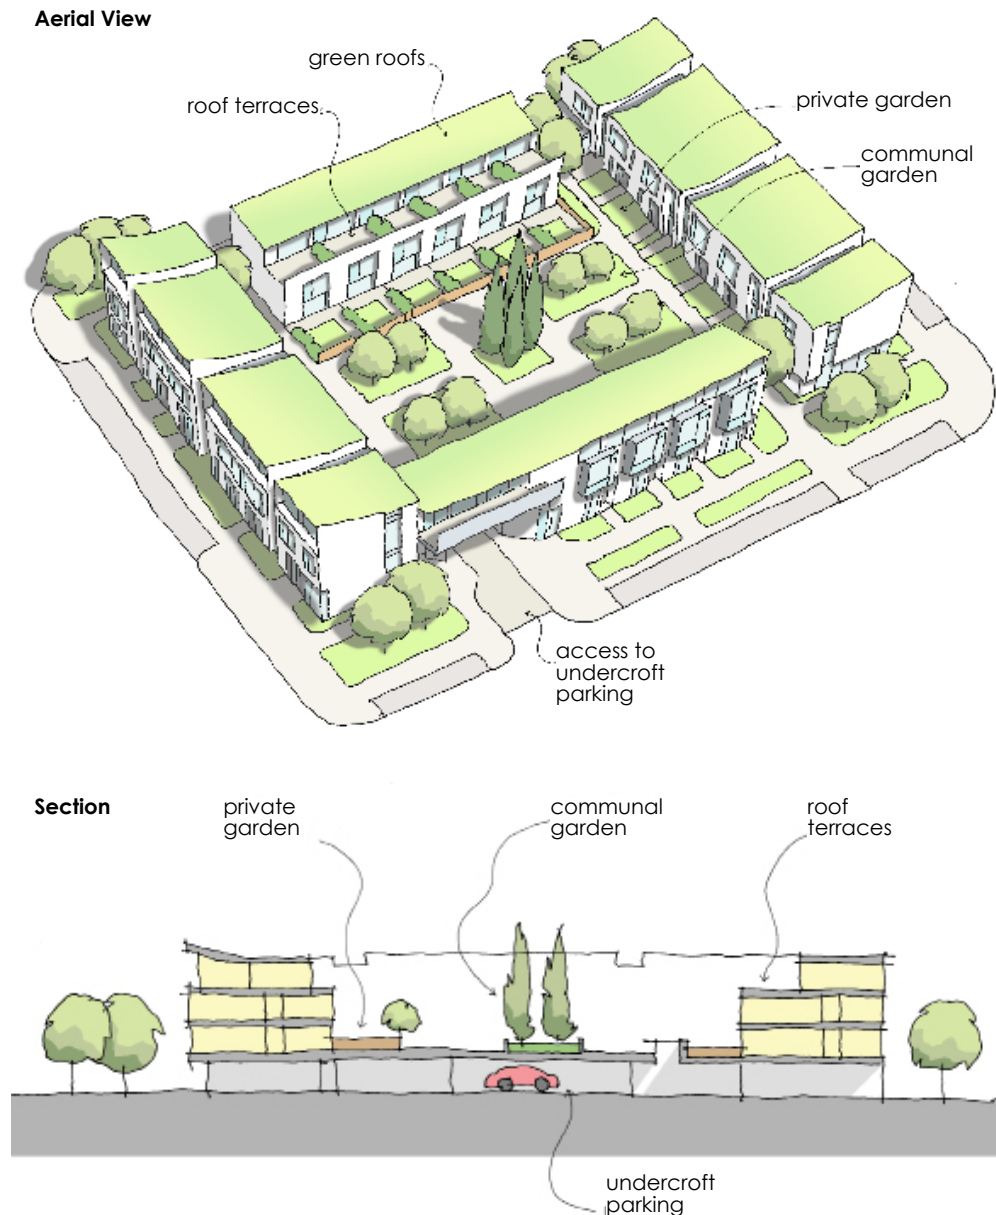 Aerial View
green roofs
roof terraces
private garden
communal
garden
access to
undercroft
parking
Section
private
garden
communal
garden
roof
terraces
undercroft
parking